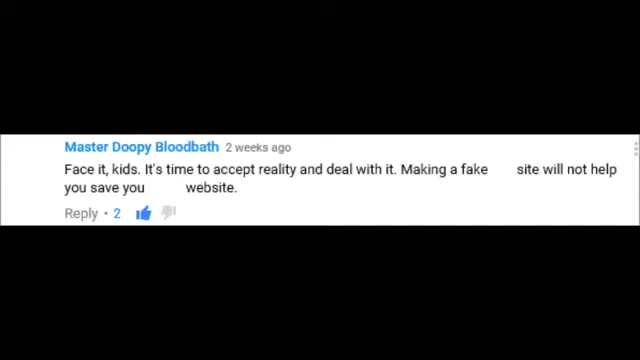 Master Doopy Bloodbath 2 weeks ago
Face it, kids. It's time to accept reality and deal with it. Making a fake site will not help
you save you website.
Reply • 2